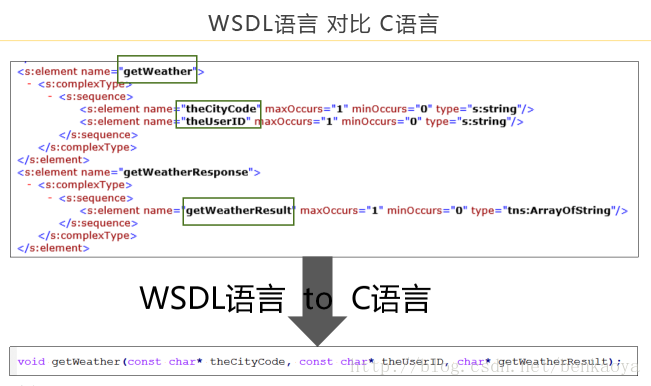 WSDL语言 对比 C语言
<s:element name="getWeather">
- <s:complexType>
- <s:sequence>
<s:element name="theCityCode" maxOccurs="1" minOccurs="0" type="s:string"/>
<s:element name="theUserID" maxOccurs="1" minOccurs="0" type="s:string"/>
</s:sequence>
</s:complexType>
</s:element>
<s:element name="getWeatherResponse">
- <s:complexType>
- <s:sequence>
<s:element name="getWeatherResult" maxOccurs="1" minOccurs="0" type="tns:ArrayOfString"/>
</s:sequence>
</s:complexType>
</s:element>
WSDL语言 to C语言
void getWeather(const char* theCityCode, const char* theUserID, char* getWeatherResult);
http://blog.csdn.net/benkaoya